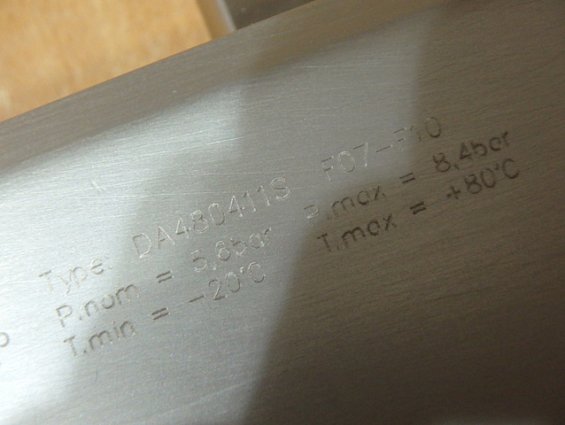 Type: DA480411S F07-F10
P.nom = 5,6bar P.max = 8,4bar
T.min = -20°C T.max = +80°C